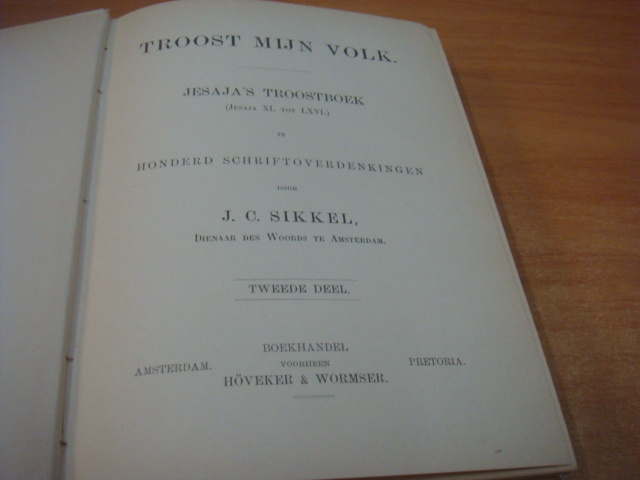 TROOST MIJN VOLK.
JESAJA'S TROOSTBOEK
(JESAJA XL TOT LXVI.)
IN
HONDERD SCHRIFTOVERDENKINGEN
DOOR
J. C. SIKKEL,
DIENAAR DES WOORDS TE AMSTERDAM.
TWEEDE DEEL.
BOEKHANDEL
AMSTERDAM. VOORHEEN PRETORIA.
HÖVEKER & WORMSER.